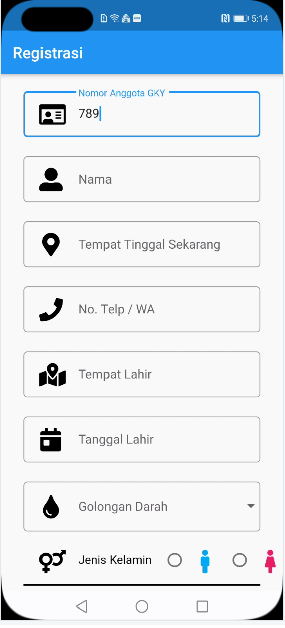 5:14
Registrasi
Nomor Anggota GKY
789
Nama
Tempat Tinggal Sekarang
No. Telp / WA
Tempat Lahir
Tanggal Lahir
Golongan Darah
Jenis Kelamin